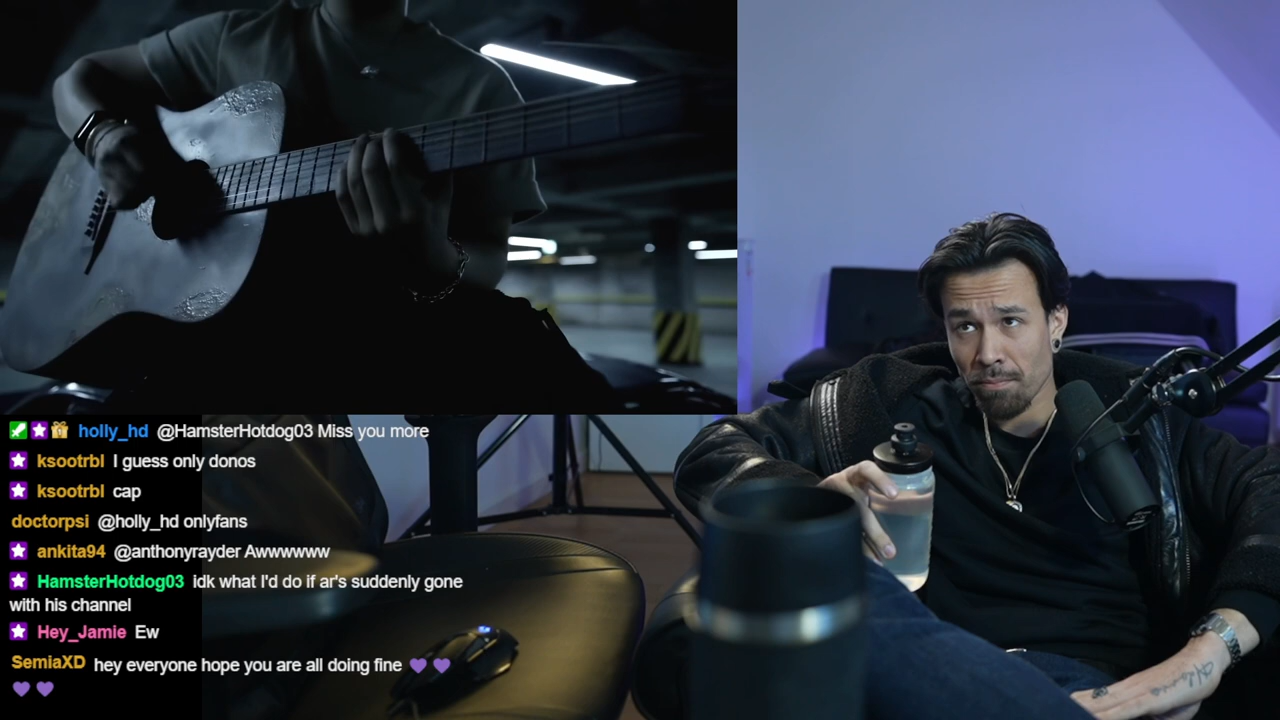 holly_hd @HamsterHotdog03 Miss you more
ksootrbl I guess only donos
ksootrbl cap
doctorpsi @holly_hd onlyfans
ankita94 @anthonyrayder Awwwwww
HamsterHotdog03 idk what I'd do if ar's suddenly gone
with his channel
Hey_Jamie Ew
SemiaXD hey everyone hope you are all doing fine 💜 💜
💜 💜